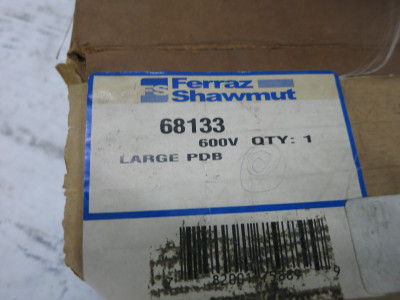 FS Ferraz
Shawmut
68133
600V QTY: 1
LARGE PDB